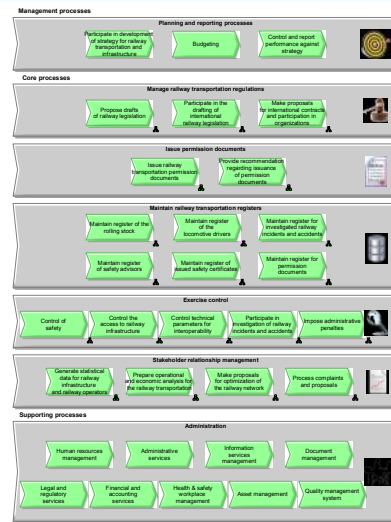 Management processes
Planning and reporting processes
Participate in development
of strategy for railway
transportation and
infrastructure
Budgeting
Control and report
performance against
strategy
Core processes
Manage railway transportation regulations
Propose drafts
of railway legislation
Participate in the
drafting of
international
railway legislation
Make proposals
for international contracts
and participation in
organizations
Issue permission documents
Issue railway
transportation permission
documents
Provide recommendation
regarding issuance
of permission
documents
Maintain railway transportation registers
Maintain register of the
rolling stock
Maintain register
of the
locomotive drivers
Maintain register for
investigated railway
incidents and accidents
Maintain register
of safety advisors
Maintain register of
issued safety certificates
Maintain register for
permission
documents
Exercise control
Control of
safety
Control the
access to railway
infrastructure
Control technical
parameters for
interoperability
Participate in
investigation of railway
incidents and accidents
Impose administrative
penalties
Stakeholder relationship management
Generate statistical
data for railway
infrastructure
and railway operators
Prepare operational
and economic analysis for
the railway transportation
Make proposals
for optimization of
the railway network
Process complaints
and proposals
Supporting processes
Administration
Human resources
management
Administrative
services
Information
services
management
Document
management
Legal and
regulatory
services
Financial and
accounting
services
Health & safety
workplace
management
Asset management
Quality management
system